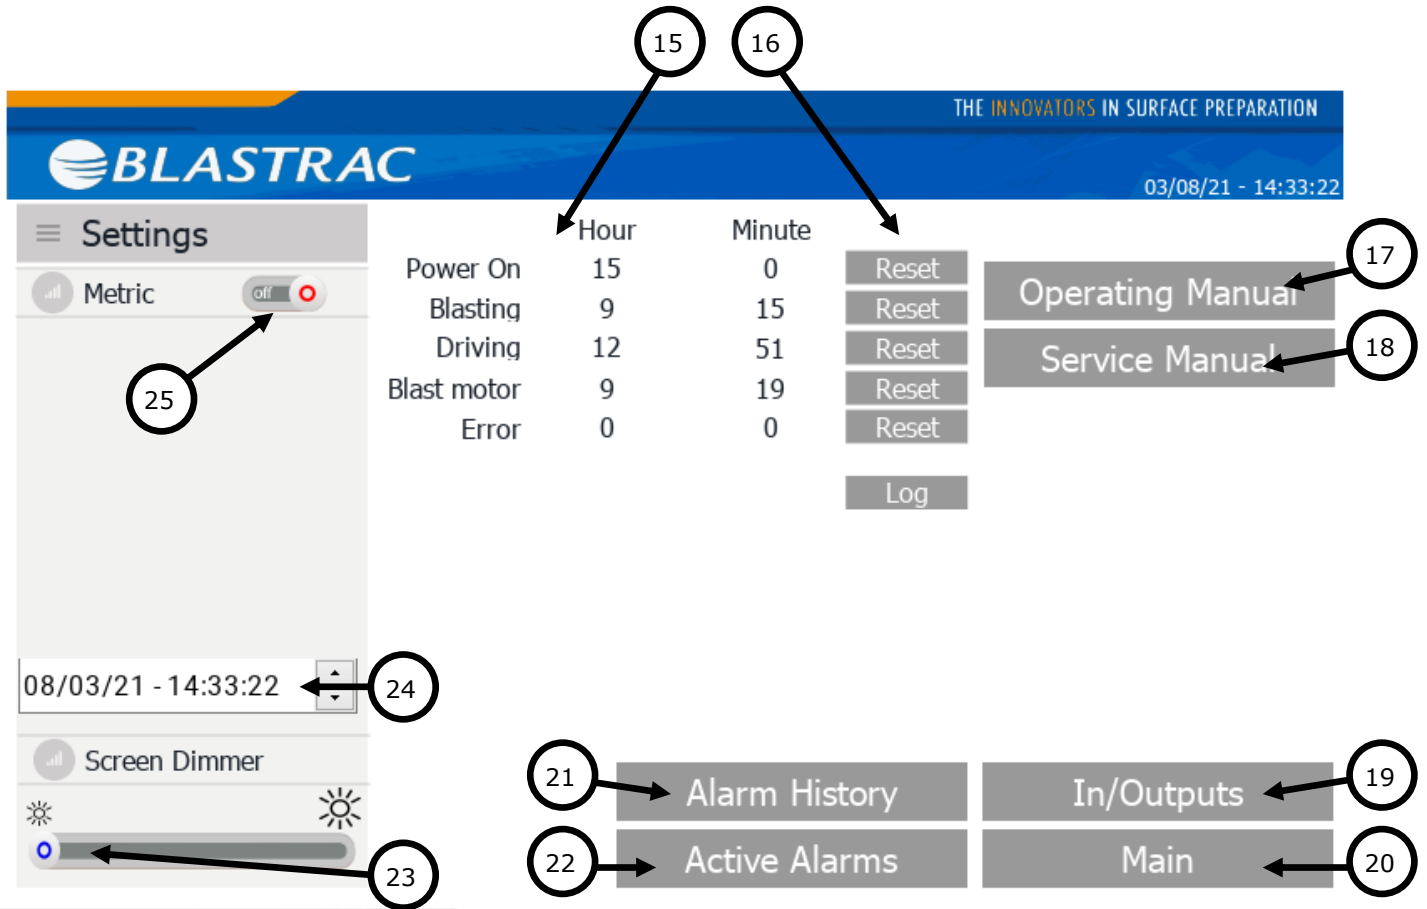 15 16
THE INNOVATORS IN SURFACE PREPARATION
BLASTRAC
03/08/21 - 14:33:22
Settings
Metric off
25
Hour Minute
Power On 15 0 Reset
Blasting 9 15 Reset
Driving 12 51 Reset
Blast motor 9 19 Reset
Error 0 0 Reset
Log
Operating Manual 17
Service Manual 18
08/03/21 - 14:33:22 24
Screen Dimmer
23
21 Alarm History
In/Outputs 19
22 Active Alarms
Main 20